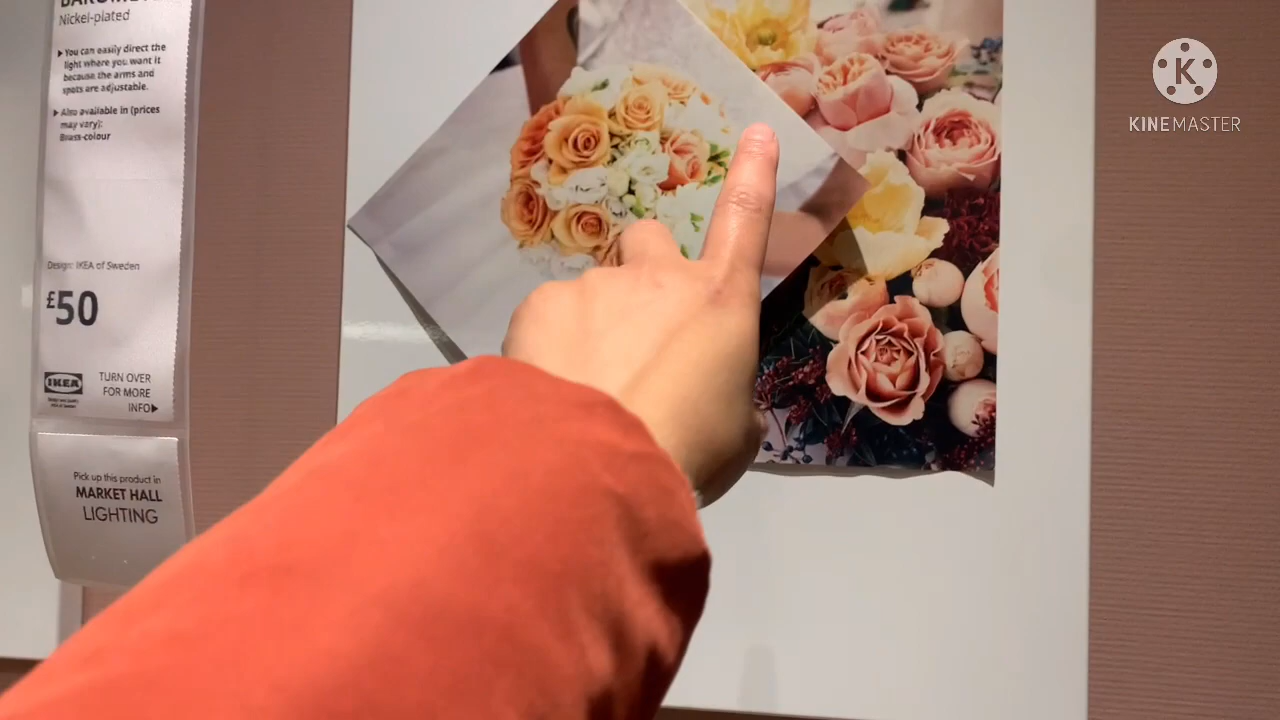 Nickel-plated
▶ You can easily direct the
light where you want it
because the arms and
spots are adjustable.
▶ Also available in (prices
may vary):
Brass-colour
Design: IKEA of Sweden
£50
IKEA
TURN OVER
FOR MORE
INFO▶
Pick up this product in
MARKET HALL
LIGHTING
K
KINEMASTER